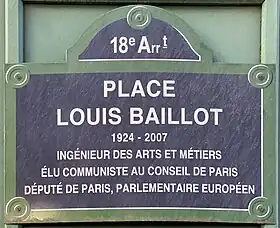 18e Arrt
PLACE
LOUIS BAILLOT
1924 - 2007
INGÉNIEUR DES ARTS ET MÉTIERS
ÉLU COMMUNISTE AU CONSEIL DE PARIS
DÉPUTÉ DE PARIS, PARLEMENTAIRE EUROPÉEN